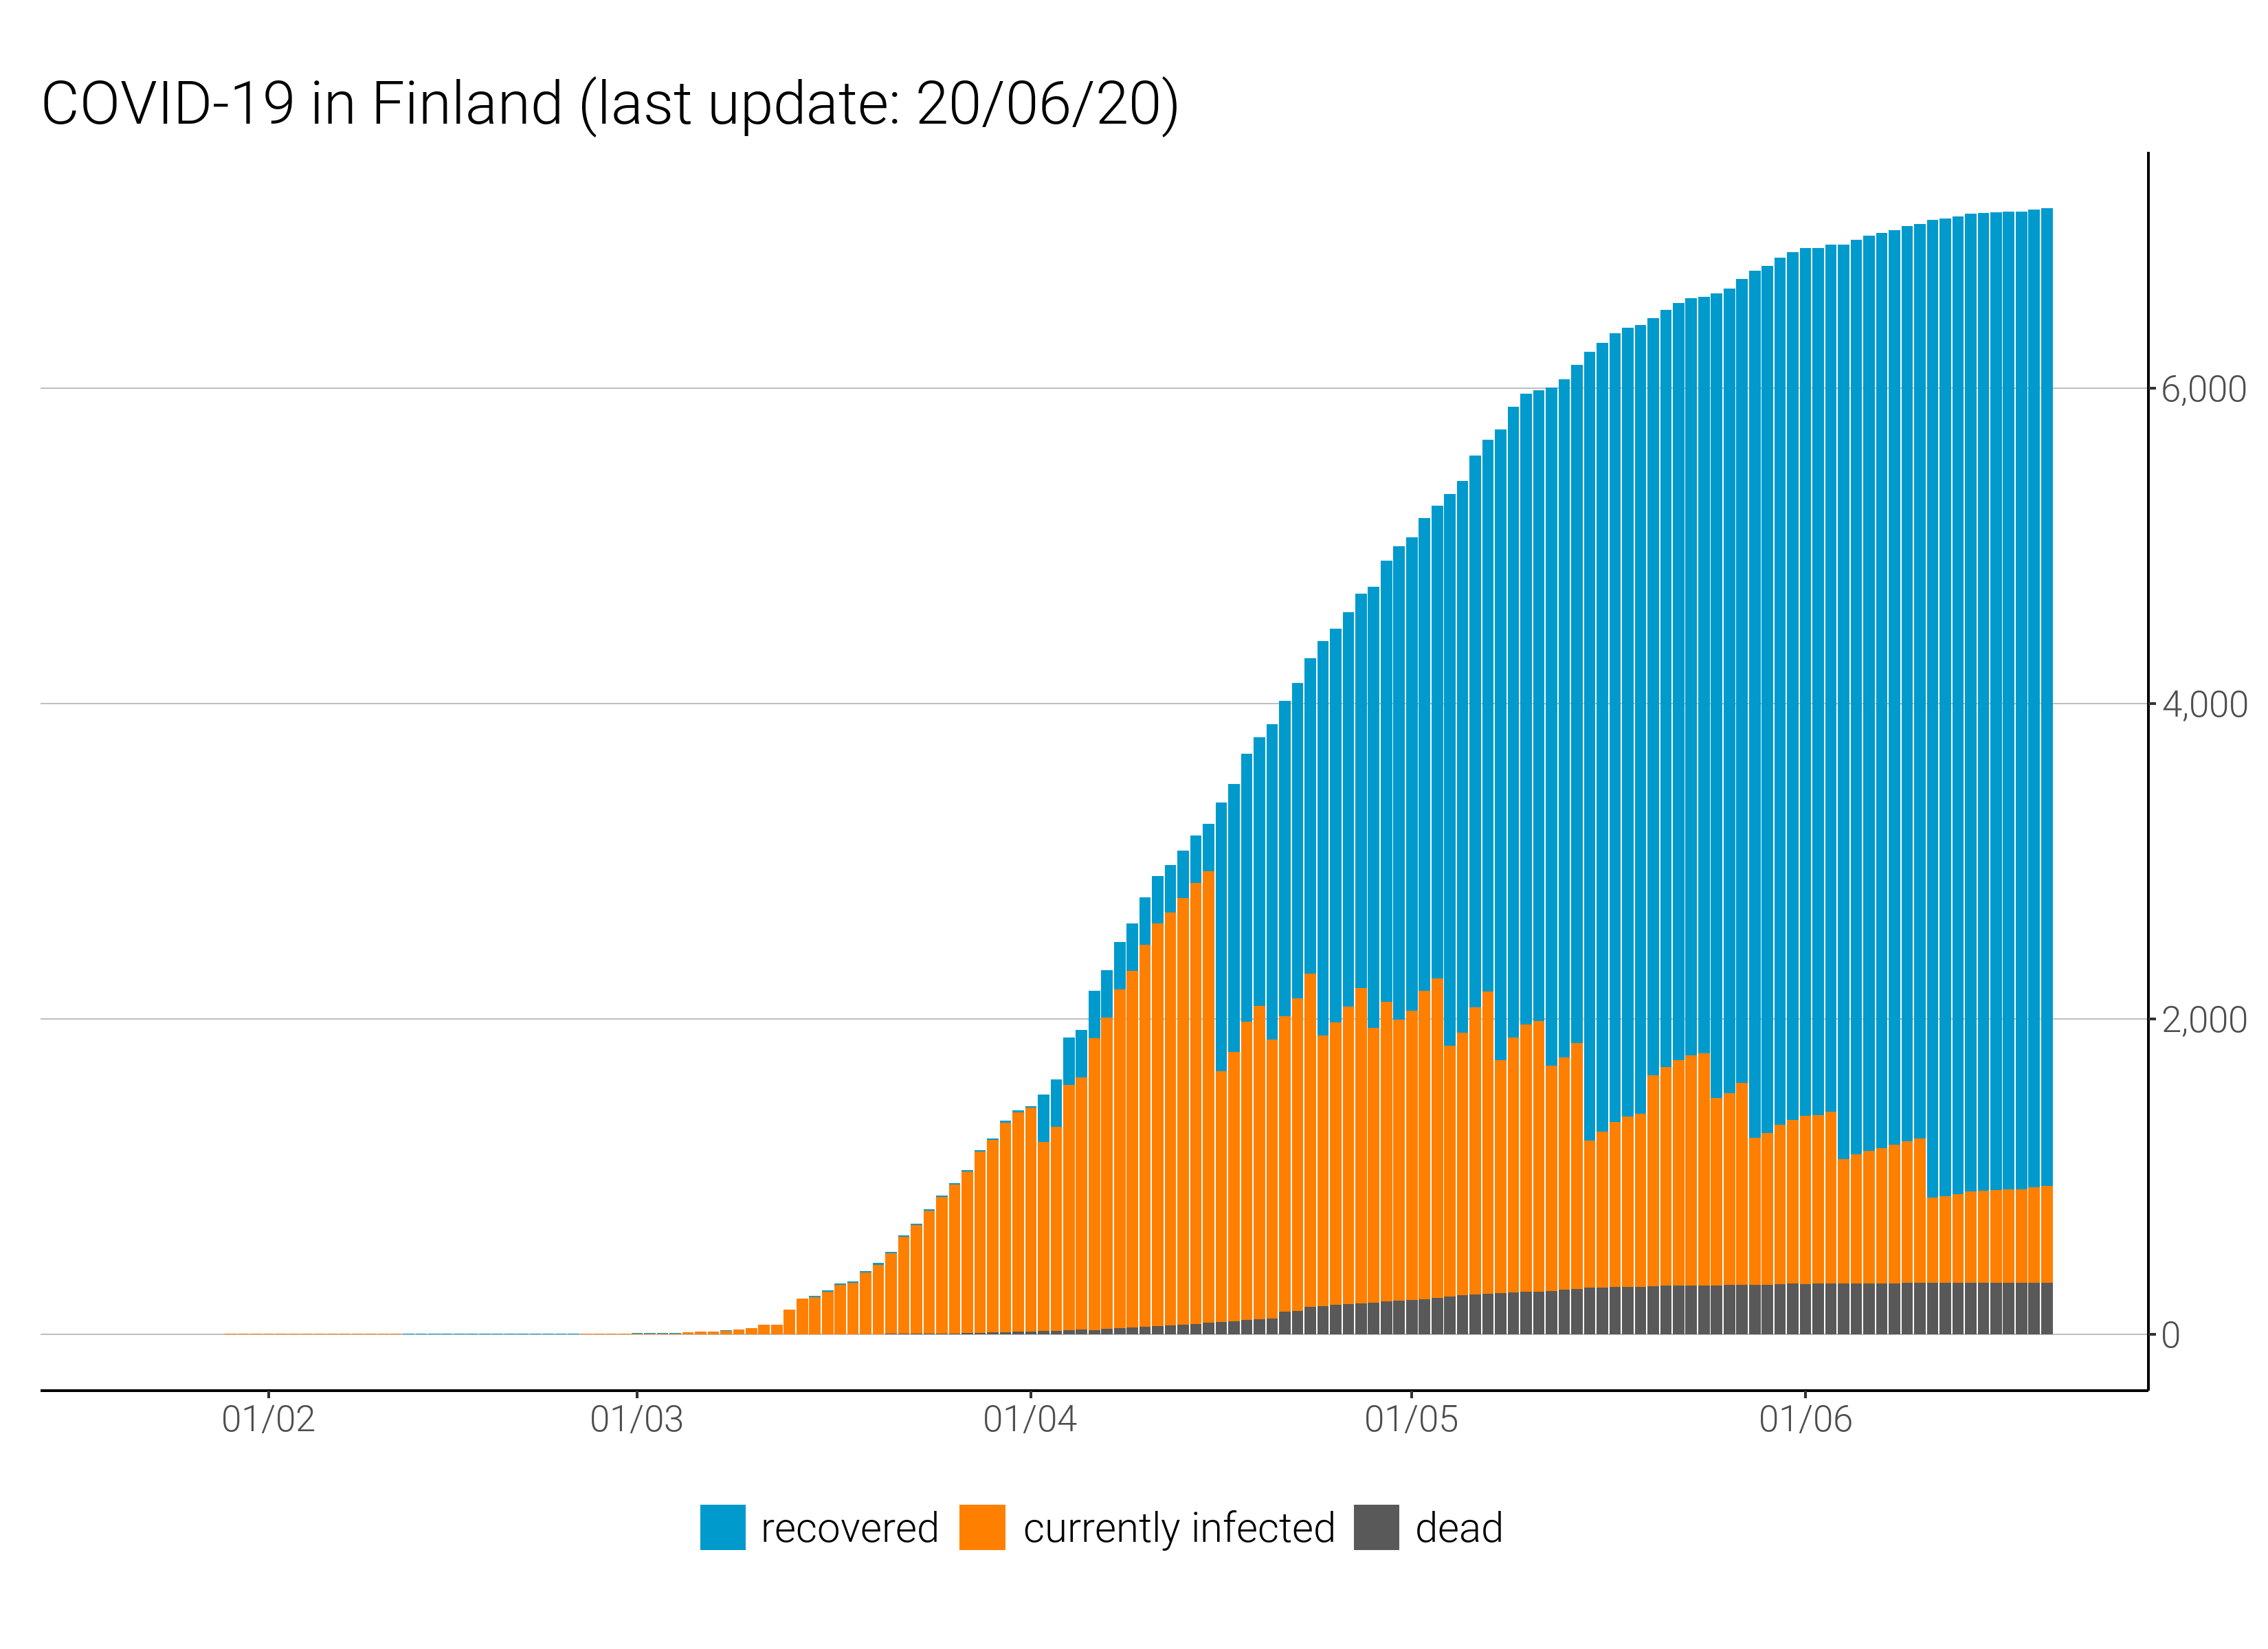 COVID-19 in Finland (last update: 20/06/20)
6,000
4,000
2,000
0
01/02 01/03 01/04 01/05 01/06
recovered currently infected dead